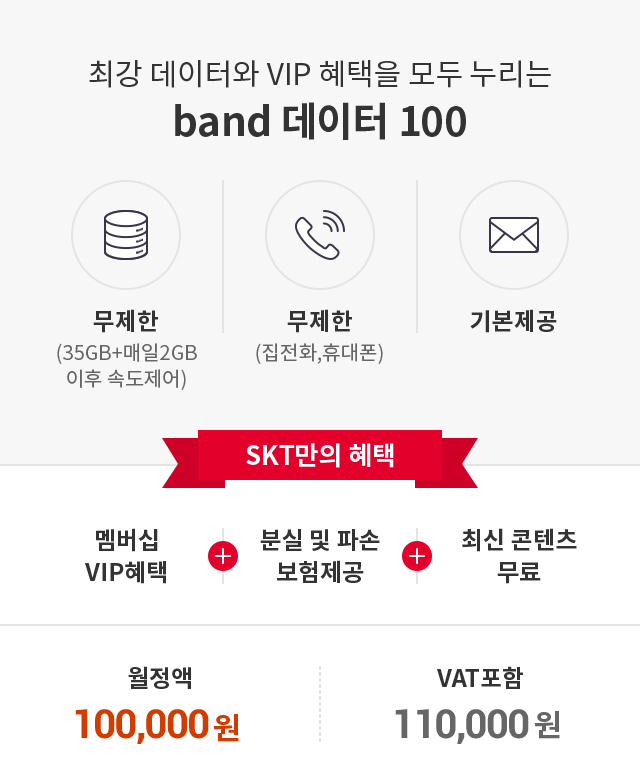 최강 데이터와 VIP 혜택을 모두 누리는
band 데이터 100
무제한
(35GB+매일2GB
이후 속도제어)
무제한
(집전화,휴대폰)
기본제공
SKT만의 혜택
멤버십
VIP혜택
분실 및 파손
보험제공
최신 콘텐츠
무료
월정액
100,000원
VAT포함
110,000원